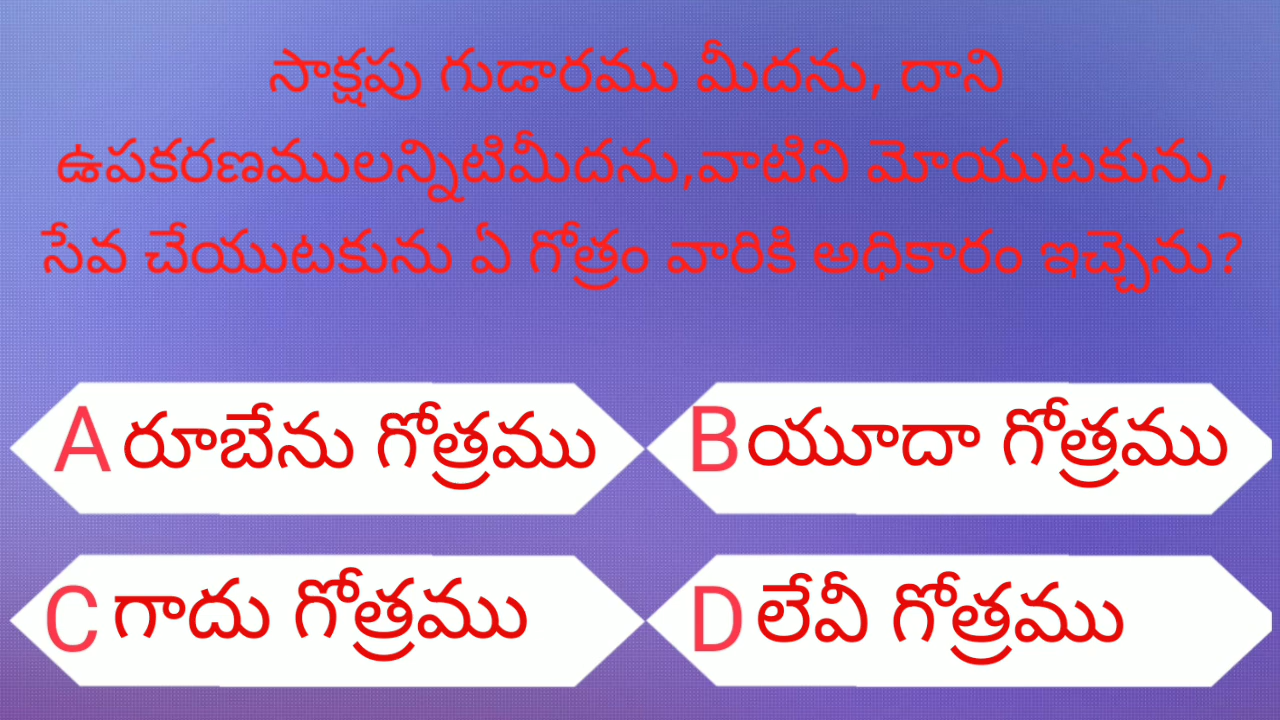 సాక్షపు గుడారము మీదను, దాని
ఉపకరణములన్నిటిమీదను,వాటిని మోయుటకును,
సేవ చేయుటకును ఏ గోత్రం వారికి అధికారం ఇచ్చెను?
A రూబేను గోత్రము
B యూదా గోత్రము
C గాదు గోత్రము
D లేవీ గోత్రము